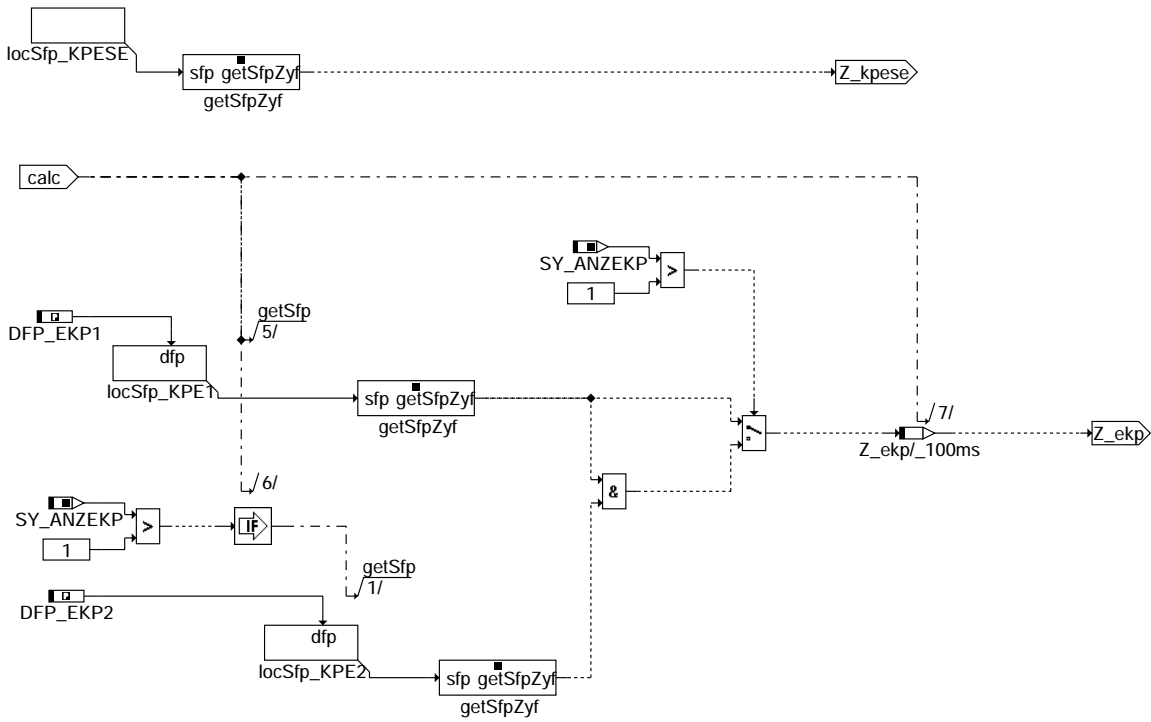 locSfp_KPESE
sfp getSfpZyf
getSfpZyf
Z_kpese
calc
SY_ANZEKP
>
1
getSfp
5/
DFP_EKP1
dfp
locSfp_KPE1
sfp getSfpZyf
getSfpZyf
7/
Z_ekp/_100ms
Z_ekp
6/
&
SY_ANZEKP
>
1
IF
getSfp
1/
DFP_EKP2
dfp
locSfp_KPE2
sfp getSfpZyf
getSfpZyf